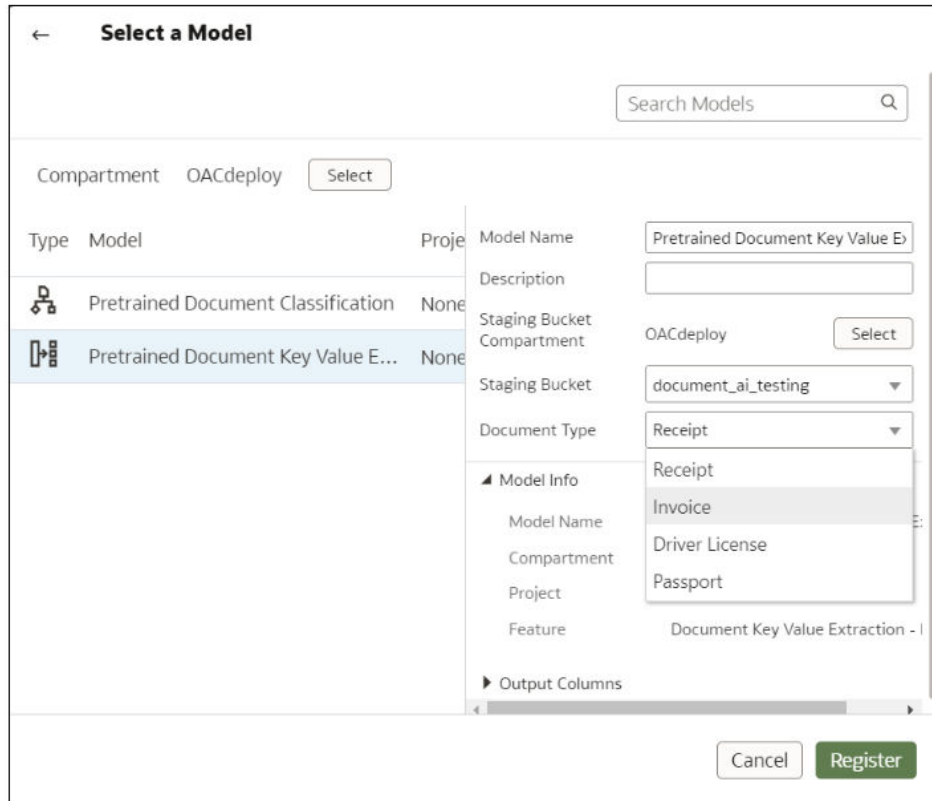 ← Select a Model
Search Models
Compartment OACdeploy Select
Type Model Proje
Pretrained Document Classification None
Pretrained Document Key Value E... None
Model Name Pretrained Document Key Value E
Description
Staging Bucket
Compartment OACdeploy Select
Staging Bucket document_ai_testing
Document Type Receipt
Receipt
Invoice
Driver License
Passport
Model Info
Model Name
Compartment
Project
Feature Document Key Value Extraction -
Output Columns
Cancel Register